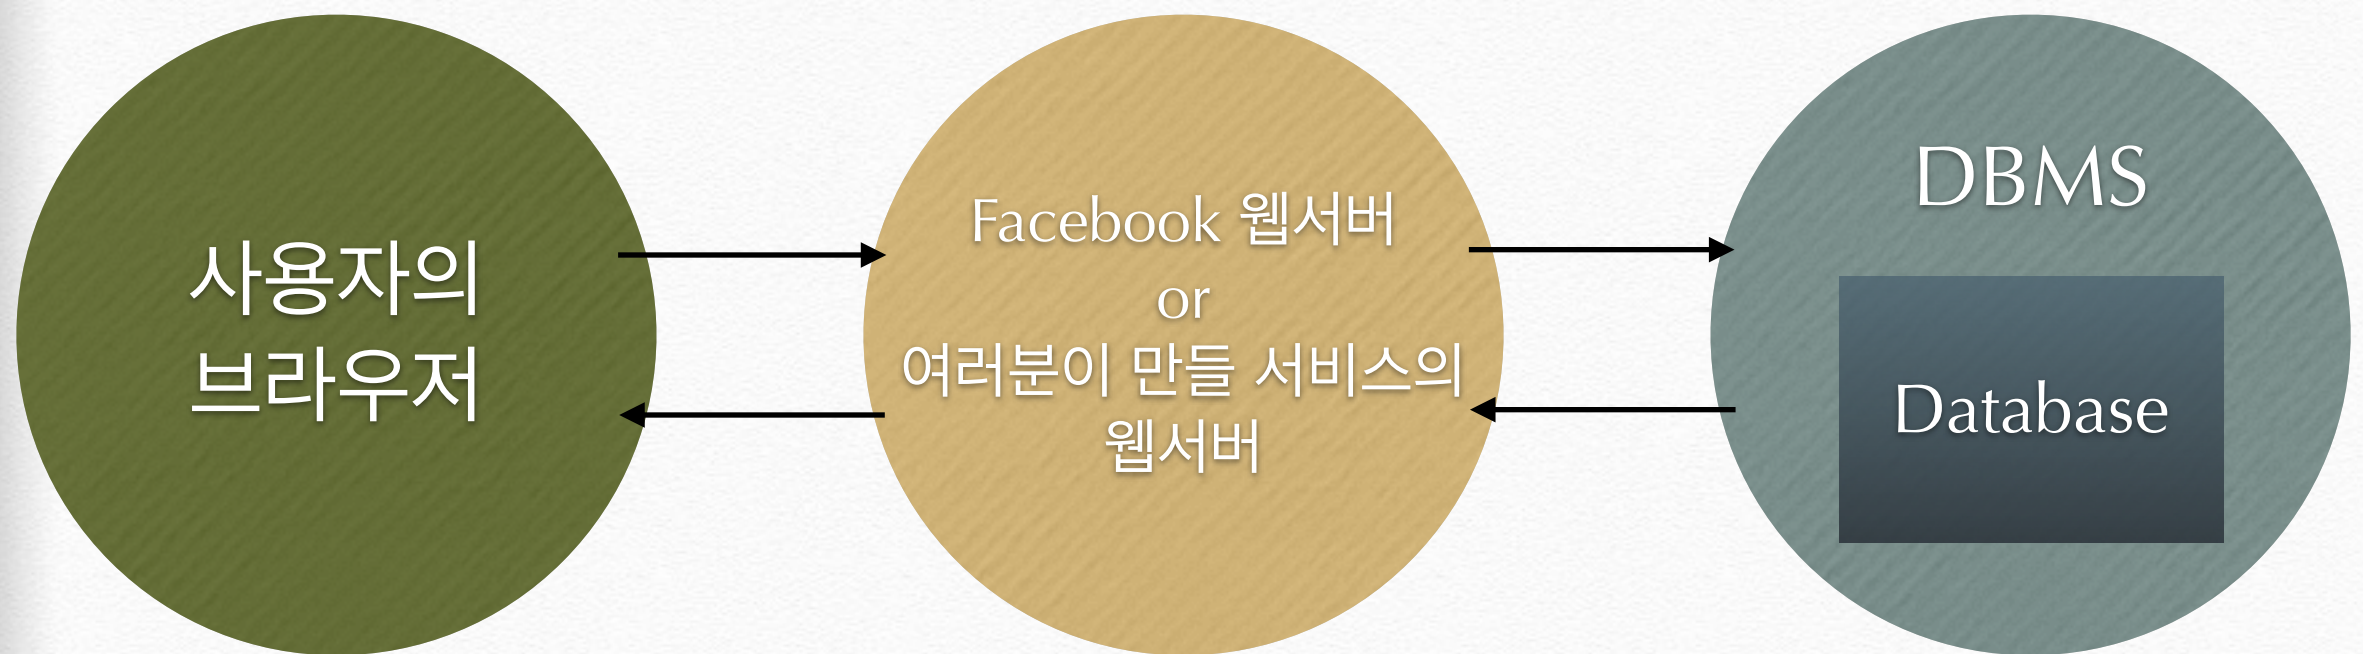 사용자의
브라우저
Facebook 웹서버
or
여러분이 만들 서비스의
웹서버
DBMS
Database